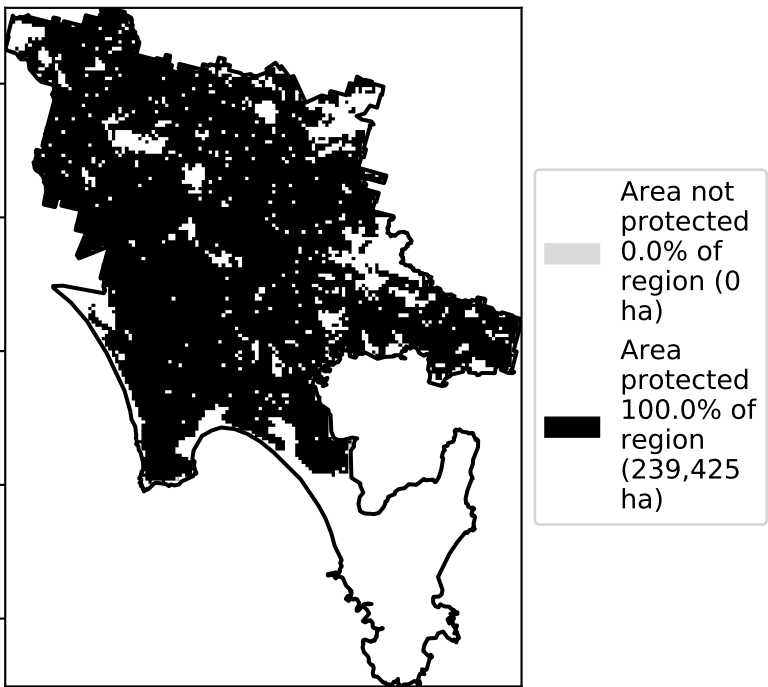 Area not
protected
0.0% of
region (0
ha)
Area
protected
100.0% of
region
(239,425
ha)